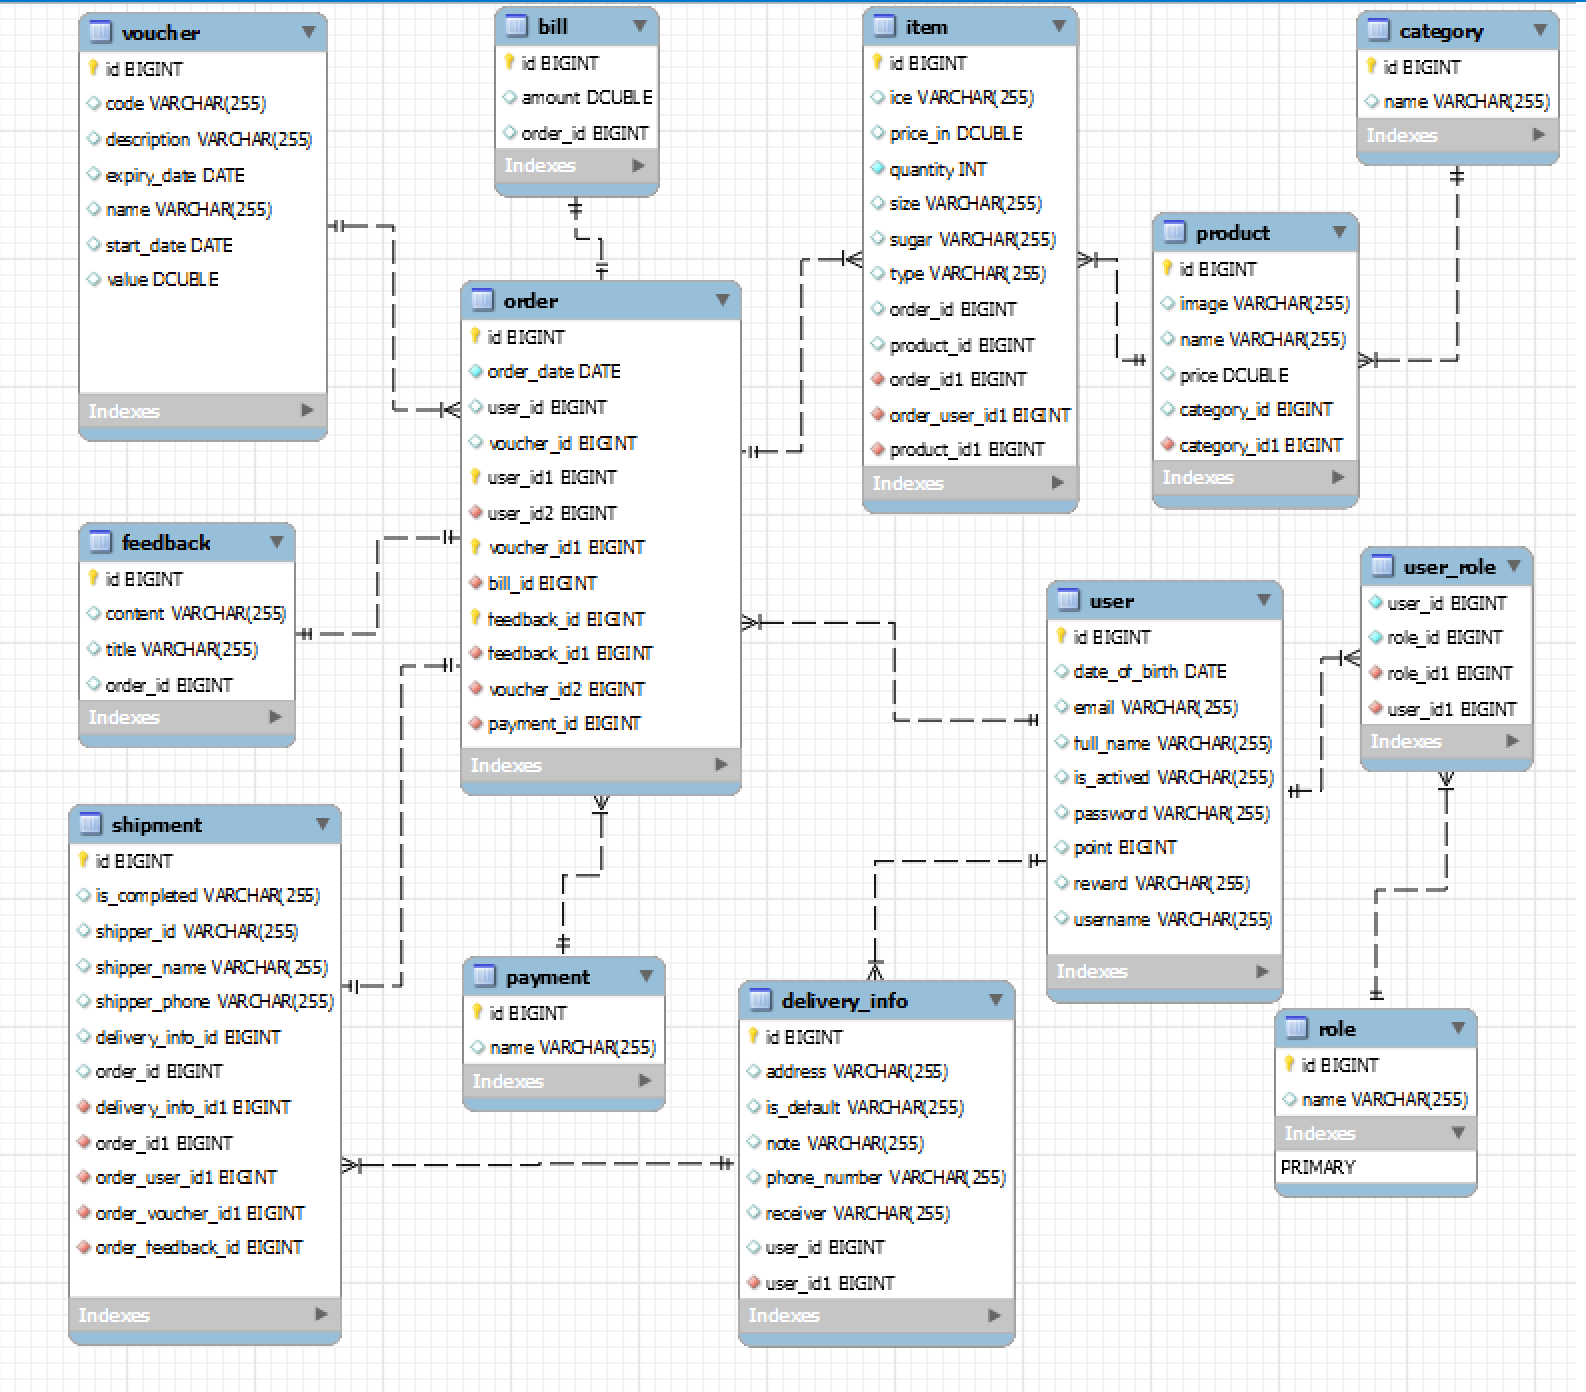 voucher
id BIGINT
code VARCHAR(255)
description VARCHAR(255)
expiry_date DATE
name VARCHAR(255)
start_date DATE
value DCUBLE
Indexes
bill
id BIGINT
amount DCUBLE
order_id BIGINT
Indexes
item
id BIGINT
ice VARCHAR(255)
price_in DCUBLE
quantity INT
size VARCHAR(255)
sugar VARCHAR(255)
type VARCHAR(255)
order_id BIGINT
product_id BIGINT
order_id1 BIGINT
order_user_id1 BIGINT
product_id1 BIGINT
Indexes
category
id BIGINT
name VARCHAR(255)
Indexes
product
id BIGINT
image VARCHAR(255)
name VARCHAR(255)
price DCUBLE
category_id BIGINT
category_id1 BIGINT
Indexes
order
id BIGINT
order_date DATE
user_id BIGINT
voucher_id BIGINT
user_id1 BIGINT
user_id2 BIGINT
voucher_id1 BIGINT
bill_id BIGINT
feedback_id BIGINT
feedback_id1 BIGINT
voucher_id2 BIGINT
payment_id BIGINT
Indexes
feedback
id BIGINT
content VARCHAR(255)
title VARCHAR(255)
order_id BIGINT
Indexes
user
id BIGINT
date_of_birth DATE
email VARCHAR(255)
full_name VARCHAR(255)
is_actived VARCHAR(255)
password VARCHAR(255)
point BIGINT
reward VARCHAR(255)
username VARCHAR(255)
Indexes
user_role
user_id BIGINT
role_id BIGINT
role_id1 BIGINT
user_id1 BIGINT
Indexes
shipment
id BIGINT
is_completed VARCHAR(255)
shipper_id VARCHAR(255)
shipper_name VARCHAR(255)
shipper_phone VARCHAR(255)
delivery_info_id BIGINT
order_id BIGINT
delivery_info_id1 BIGINT
order_id1 BIGINT
order_user_id1 BIGINT
order_voucher_id1 BIGINT
order_feedback_id BIGINT
Indexes
payment
id BIGINT
name VARCHAR(255)
Indexes
delivery_info
id BIGINT
address VARCHAR(255)
is_default VARCHAR(255)
note VARCHAR(255)
phone_number VARCHAR(255)
receiver VARCHAR(255)
user_id BIGINT
user_id1 BIGINT
Indexes
role
id BIGINT
name VARCHAR(255)
Indexes
PRIMARY